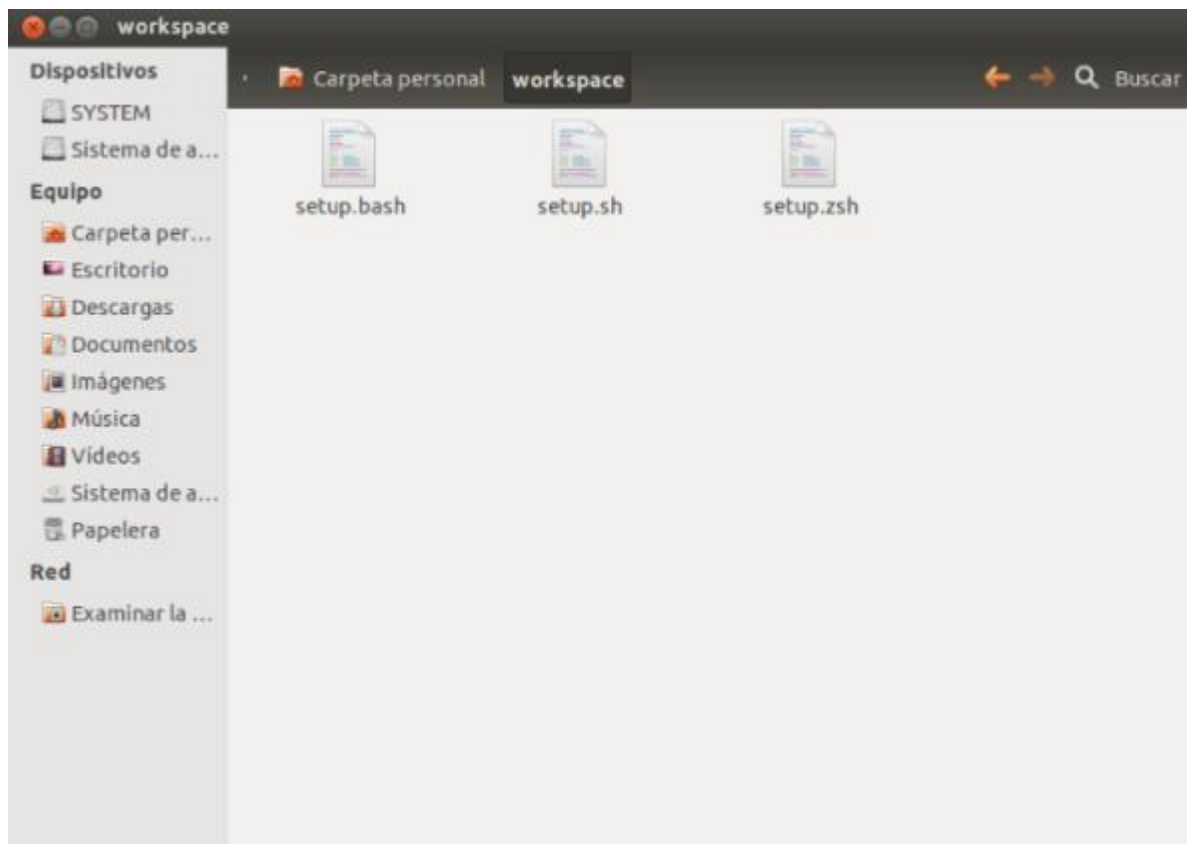 workspace
Dispositivos
SYSTEM
Sistema de a...
Equipo
Carpeta per...
Escritorio
Descargas
Documentos
Imágenes
Música
Vídeos
Sistema de a...
Papelera
Red
Examinar la ...
Carpeta personal workspace Buscar
setup.bash setup.sh setup.zsh